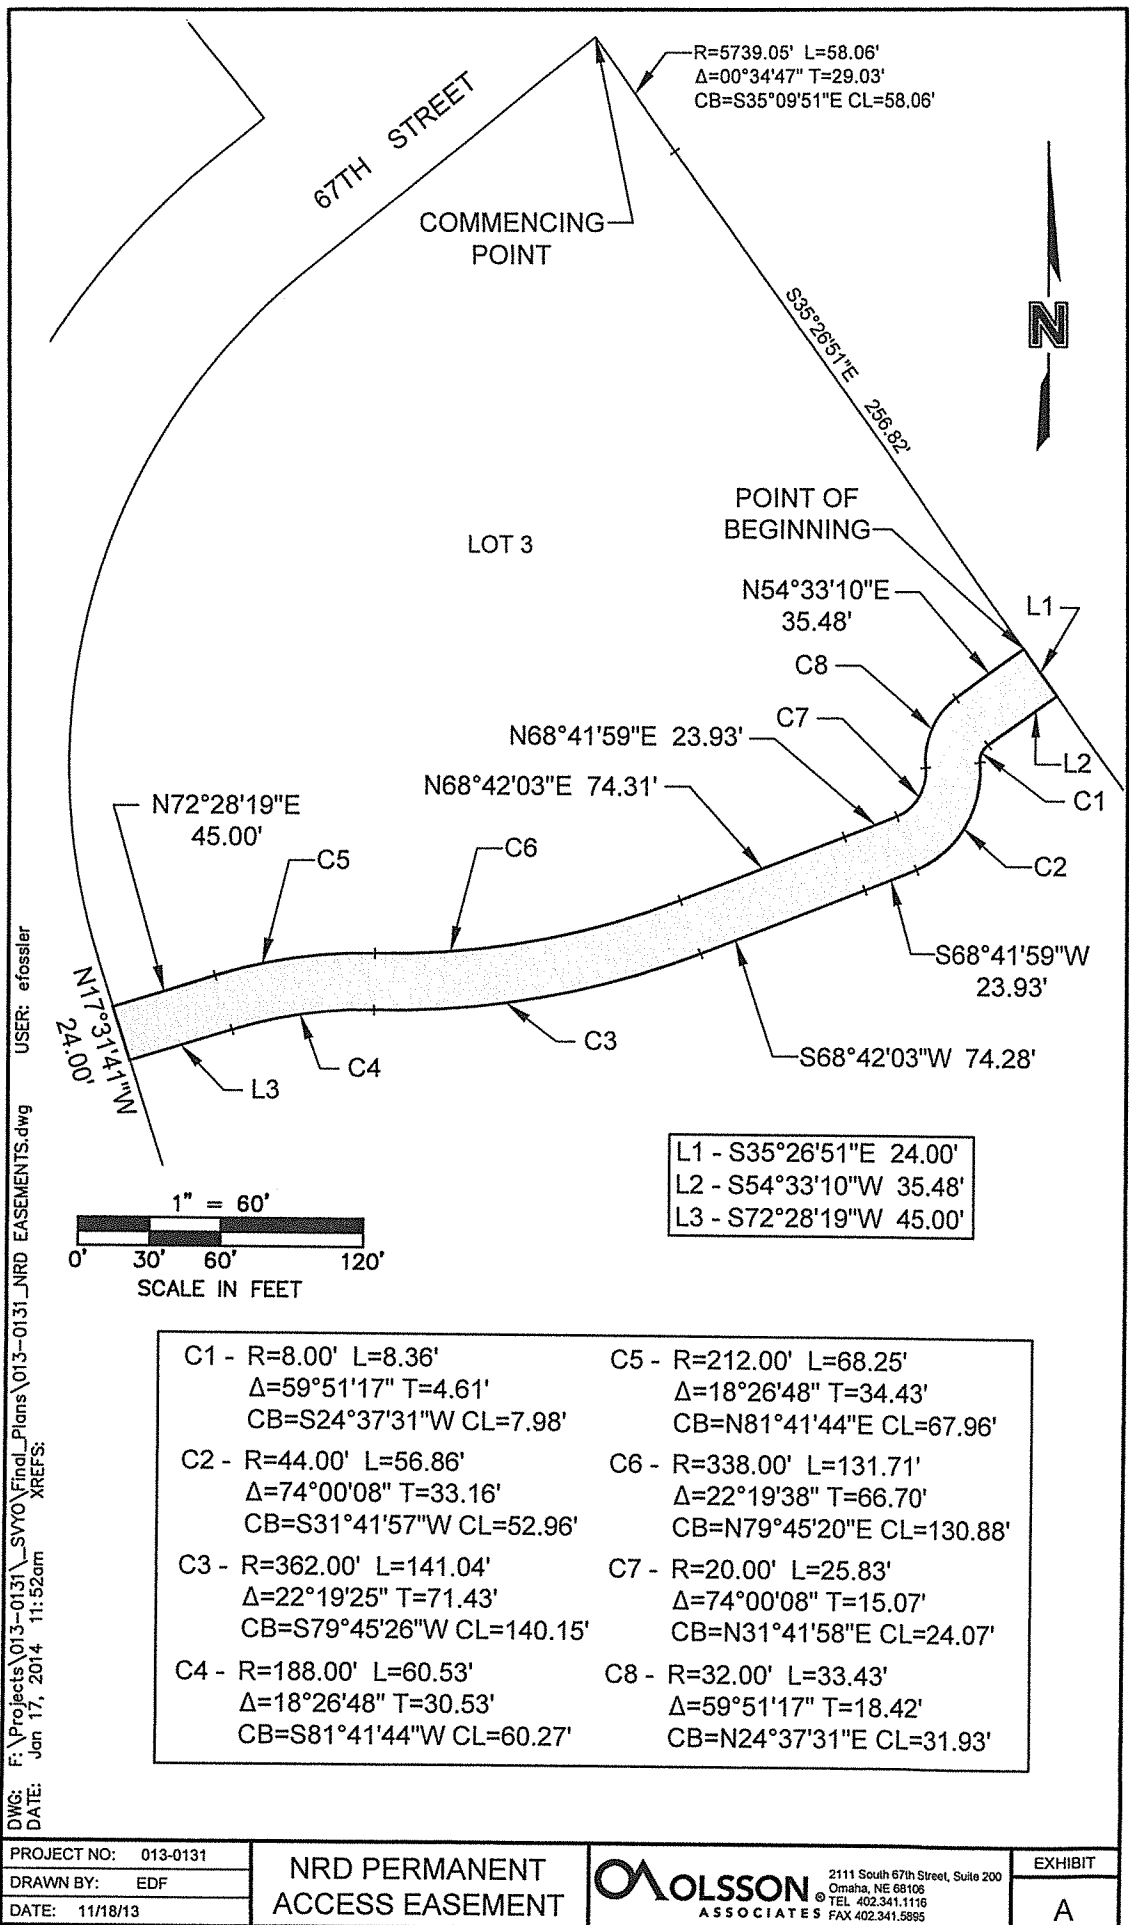 R=5739.05' L=58.06'
Δ=00°34'47" T=29.03'
CB=S35°09'51"E CL=58.06'
67TH STREET
COMMENCING
POINT
S35°26'51"E 256.82'
N
POINT OF
BEGINNING
LOT 3
N54°33'10"E
35.48'
L1
C8
C7
N68°41'59"E 23.93'
L2
N68°42'03"E 74.31'
C1
N72°28'19"E
45.00'
C5
C6
C2
S68°41'59"W
23.93'
N17°31'41"W
24.00'
C3
S68°42'03"W 74.28'
C4
L3
L1 - S35°26'51"E 24.00'
L2 - S54°33'10"W 35.48'
L3 - S72°28'19"W 45.00'
1" = 60'
0' 30' 60' 120'
SCALE IN FEET
C1 - R=8.00' L=8.36'
Δ=59°51'17" T=4.61'
CB=S24°37'31"W CL=7.98'
C2 - R=44.00' L=56.86'
Δ=74°00'08" T=33.16'
CB=S31°41'57"W CL=52.96'
C3 - R=362.00' L=141.04'
Δ=22°19'25" T=71.43'
CB=S79°45'26"W CL=140.15'
C4 - R=188.00' L=60.53'
Δ=18°26'48" T=30.53'
CB=S81°41'44"W CL=60.27'
C5 - R=212.00' L=68.25'
Δ=18°26'48" T=34.43'
CB=N81°41'44"E CL=67.96'
C6 - R=338.00' L=131.71'
Δ=22°19'38" T=66.70'
CB=N79°45'20"E CL=130.88'
C7 - R=20.00' L=25.83'
Δ=74°00'08" T=15.07'
CB=N31°41'58"E CL=24.07'
C8 - R=32.00' L=33.43'
Δ=59°51'17" T=18.42'
CB=N24°37'31"E CL=31.93'
DWG: F:\Projects\013-0131\_SVYO\Final_Plans\013-0131_NRD EASEMENTS.dwg USER: efossler
DATE: Jan 17, 2014 11:52am XREFS:
PROJECT NO: 013-0131
DRAWN BY: EDF
DATE: 11/18/13
NRD PERMANENT
ACCESS EASEMENT
OA OLSSON ®
ASSOCIATES
2111 South 67th Street, Suite 200
Omaha, NE 68106
TEL 402.341.1116
FAX 402.341.5895
EXHIBIT
A